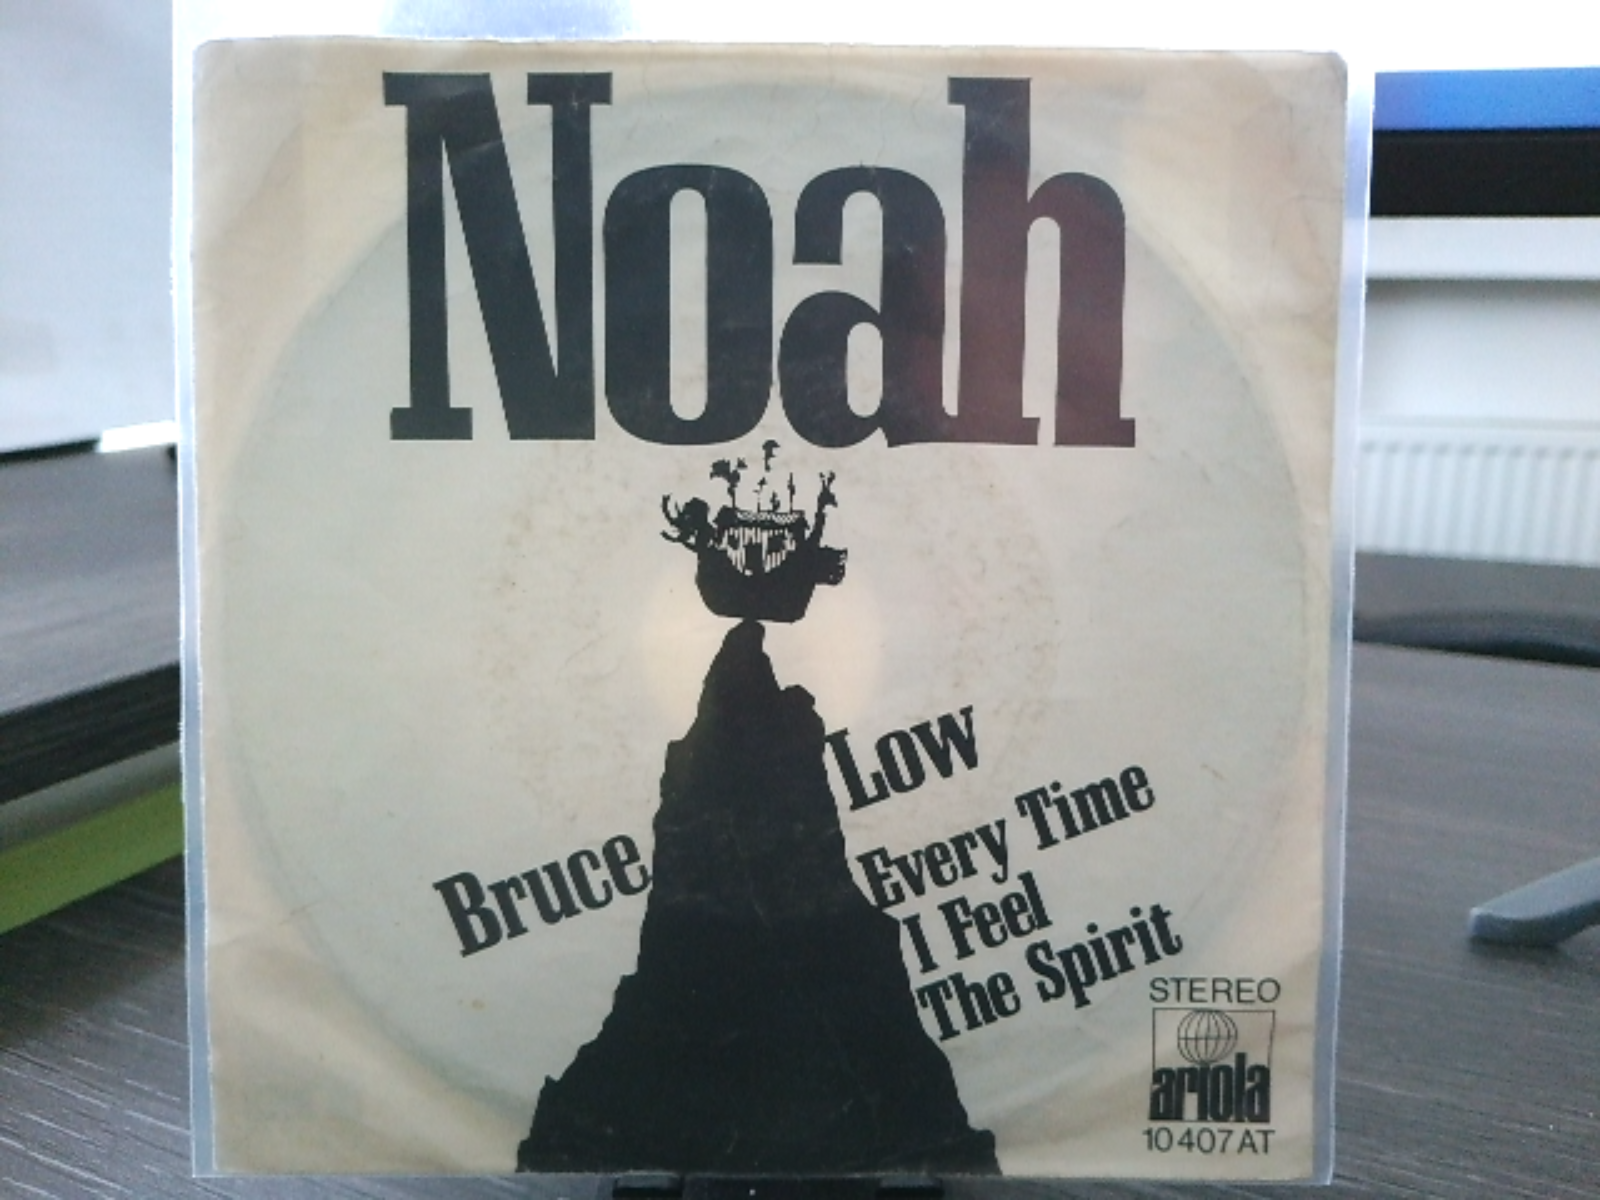 Noah
Bruce Low
Every Time
I Feel
The Spirit
STEREO
ariola
10 407 AT